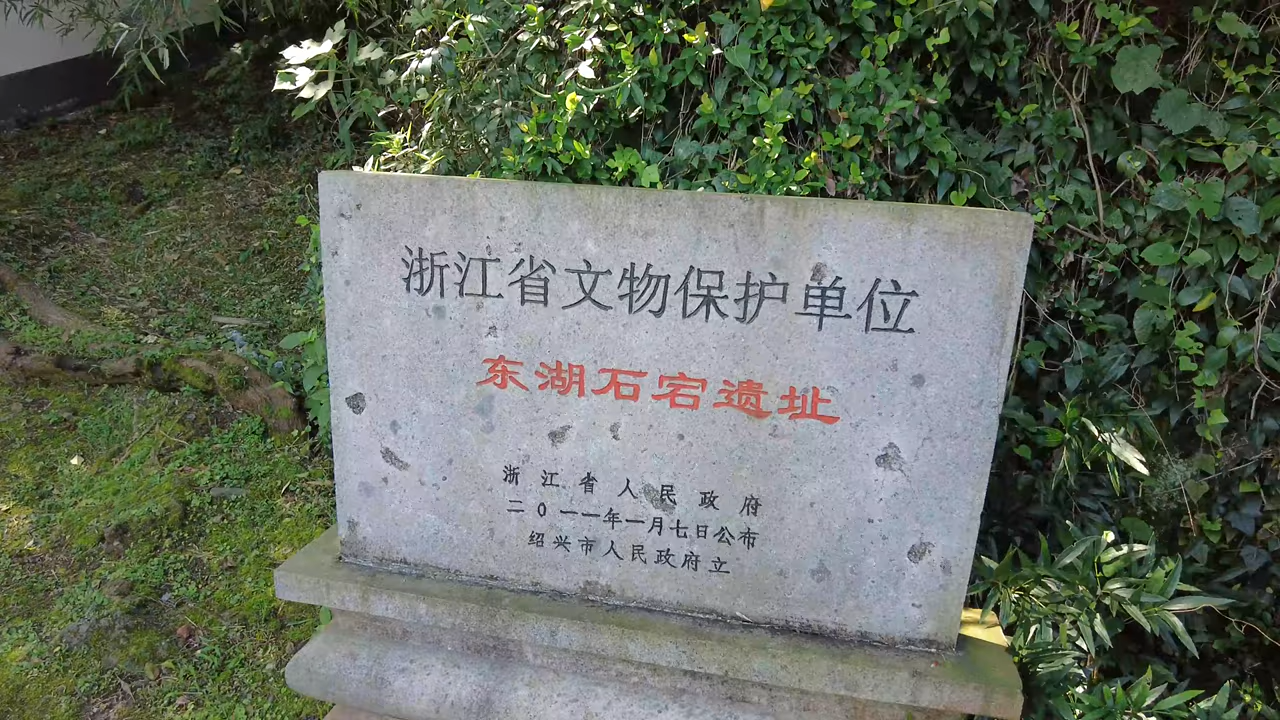 浙江省文物保护单位
东湖石宕遗址
浙江省人民政府
二0一一年一月七日公布
绍兴市人民政府立